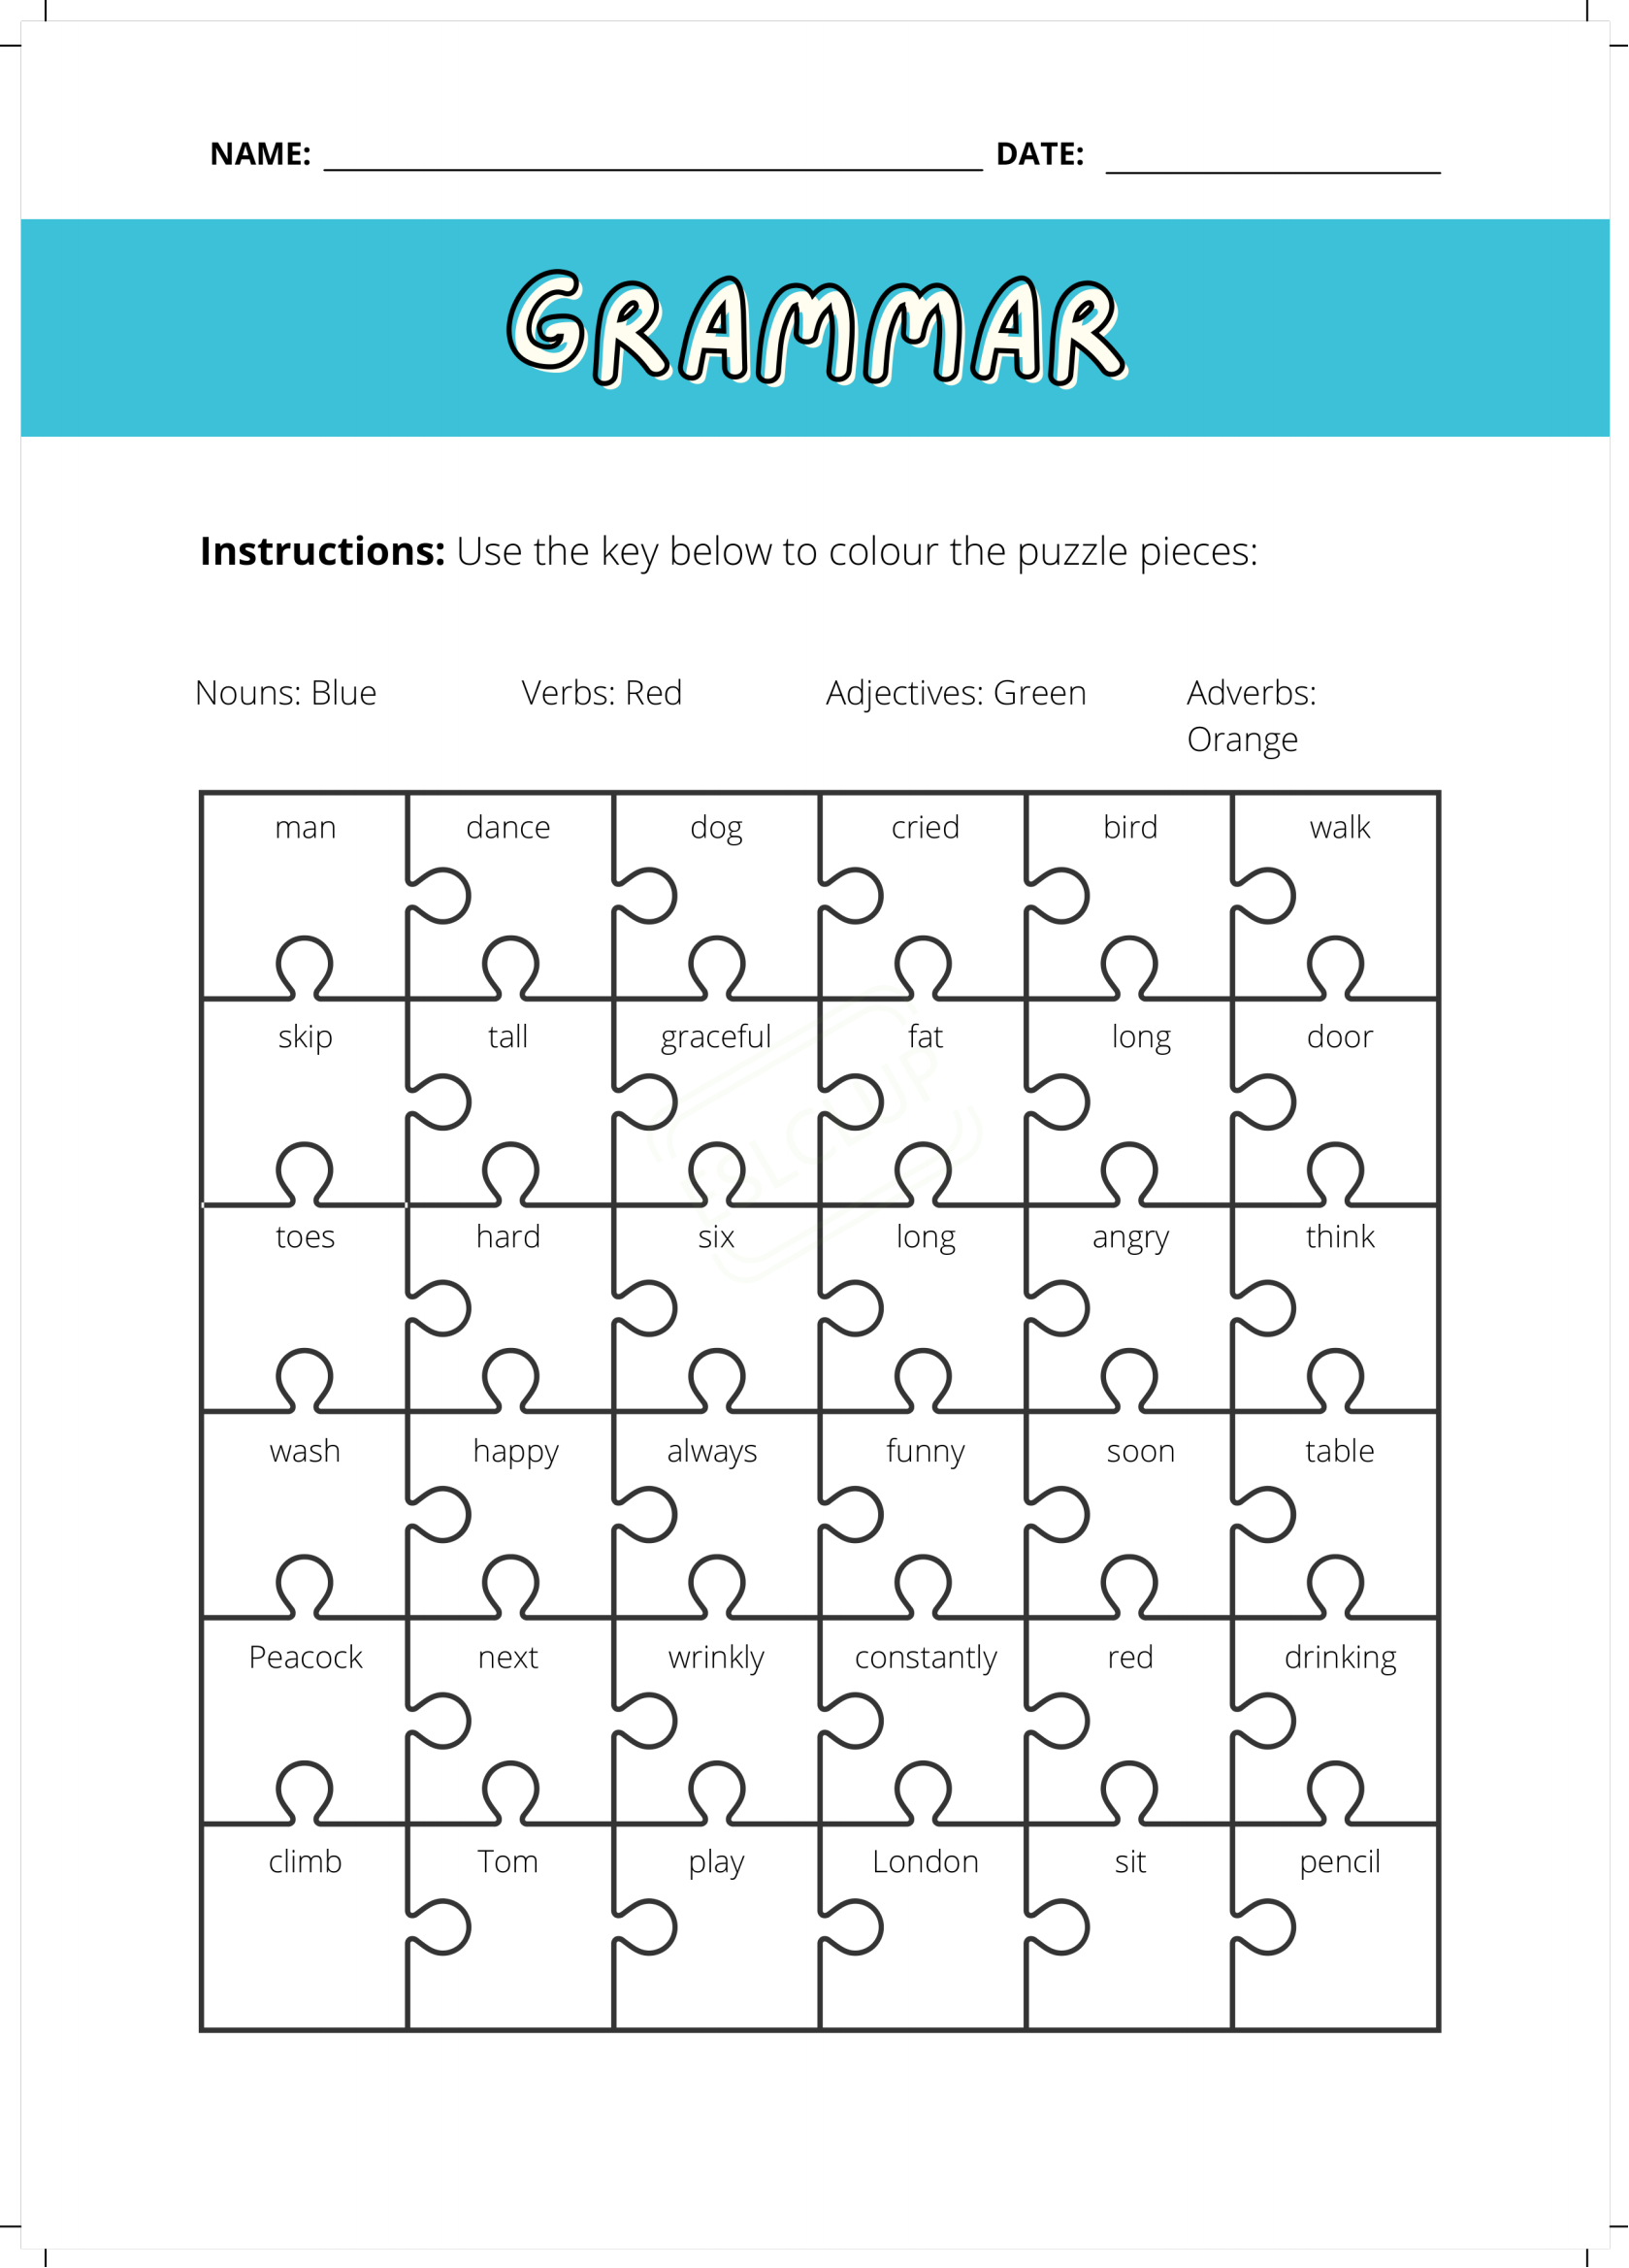 NAME: DATE:
GRAMMAR
Instructions: Use the key below to colour the puzzle pieces:
Nouns: Blue Verbs: Red Adjectives: Green Adverbs:
Orange
man dance dog cried bird walk
skip tall graceful fat long door
toes hard six long angry think
wash happy always funny soon table
Peacock next wrinkly constantly red drinking
climb Tom play London sit pencil